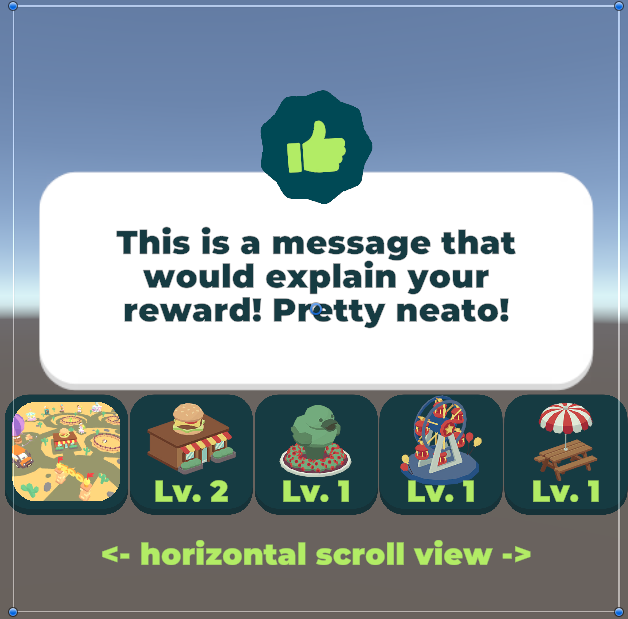 This is a message that
would explain your
reward! Pretty neato!
Lv. 2 Lv. 1 Lv. 1 Lv. 1
<- horizontal scroll view ->